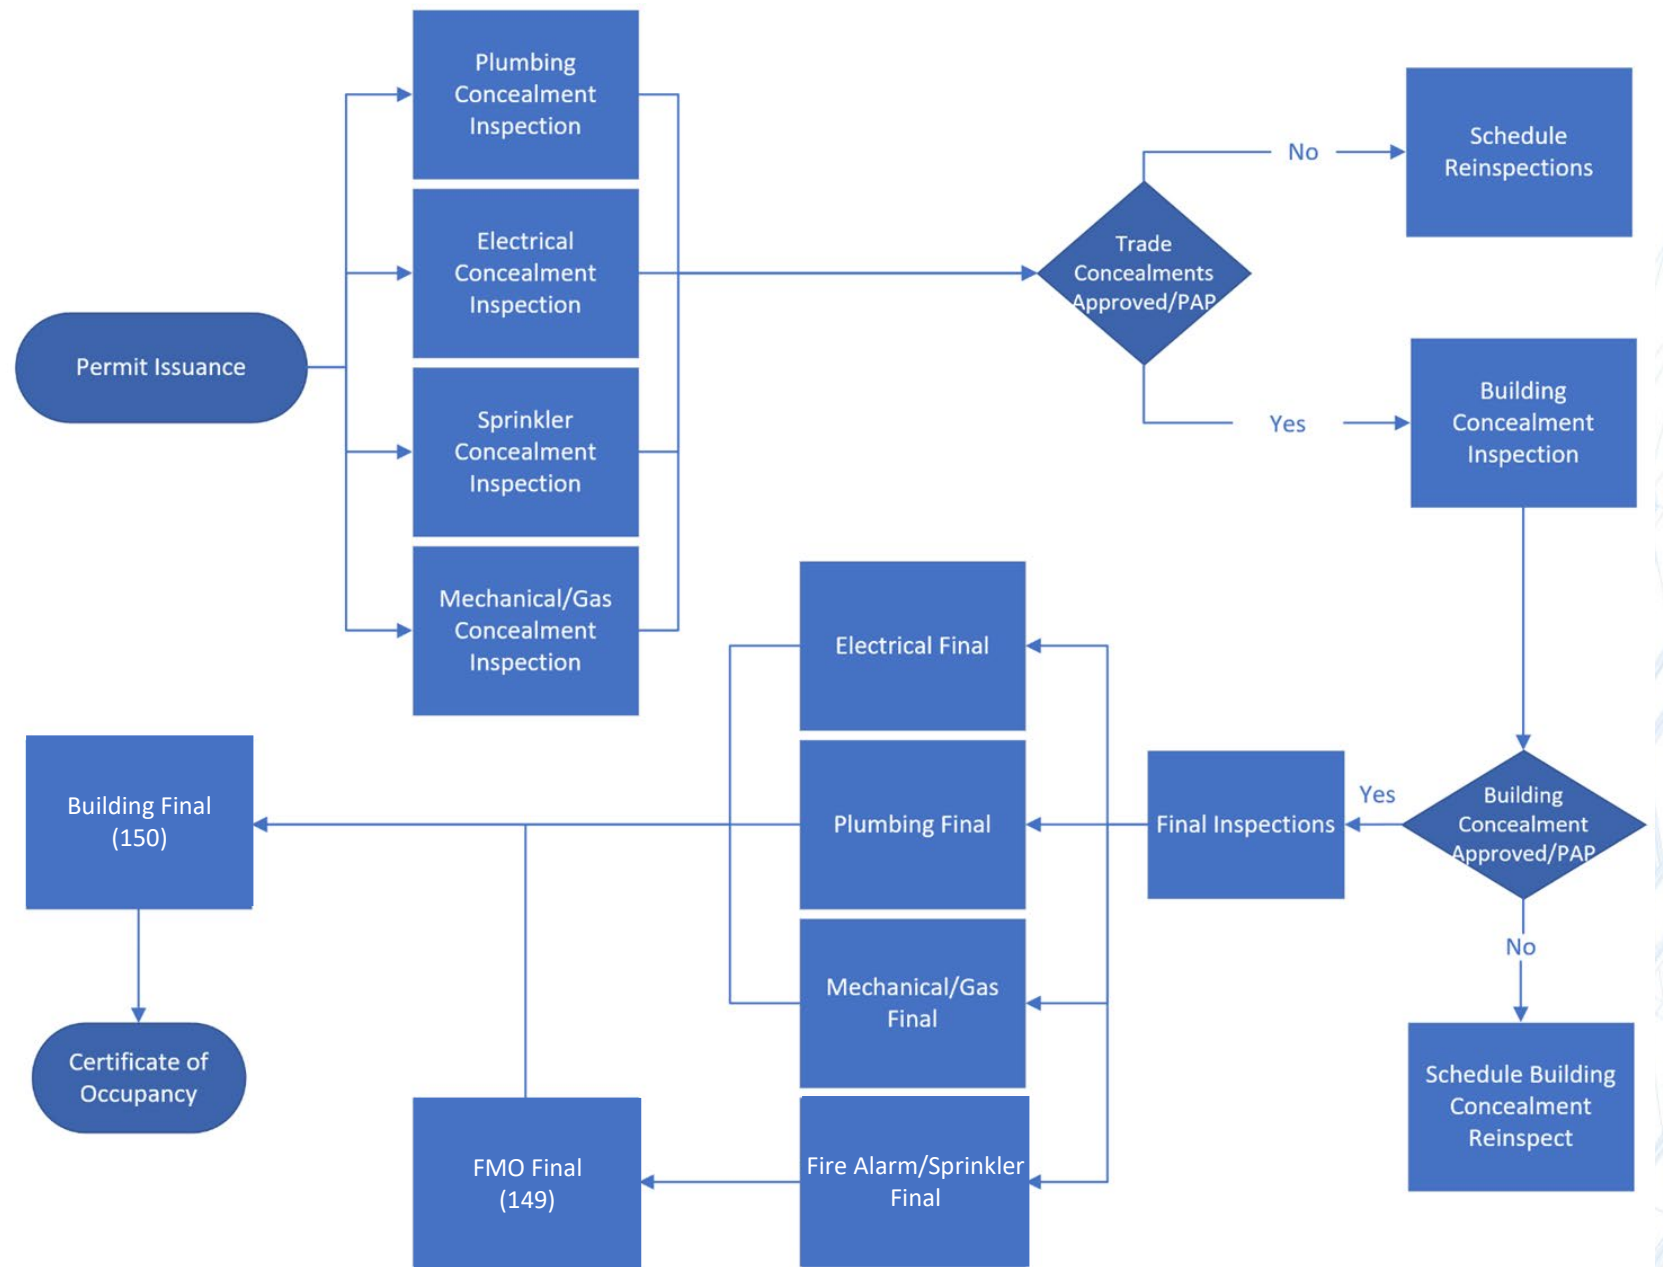 Plumbing
Concealment
Inspection
Schedule
Reinspections
No
Electrical
Concealment
Inspection
Trade
Concealments
Approved/PAP
Permit Issuance
Sprinkler
Concealment
Inspection
Yes
Building
Concealment
Inspection
Mechanical/Gas
Concealment
Inspection
Electrical Final
Building Final
(150)
Plumbing Final
Final Inspections
Yes
Building
Concealment
Approved/PAP
No
Mechanical/Gas
Final
Certificate of
Occupancy
Schedule Building
Concealment
Reinspect
FMO Final
(149)
Fire Alarm/Sprinkler
Final